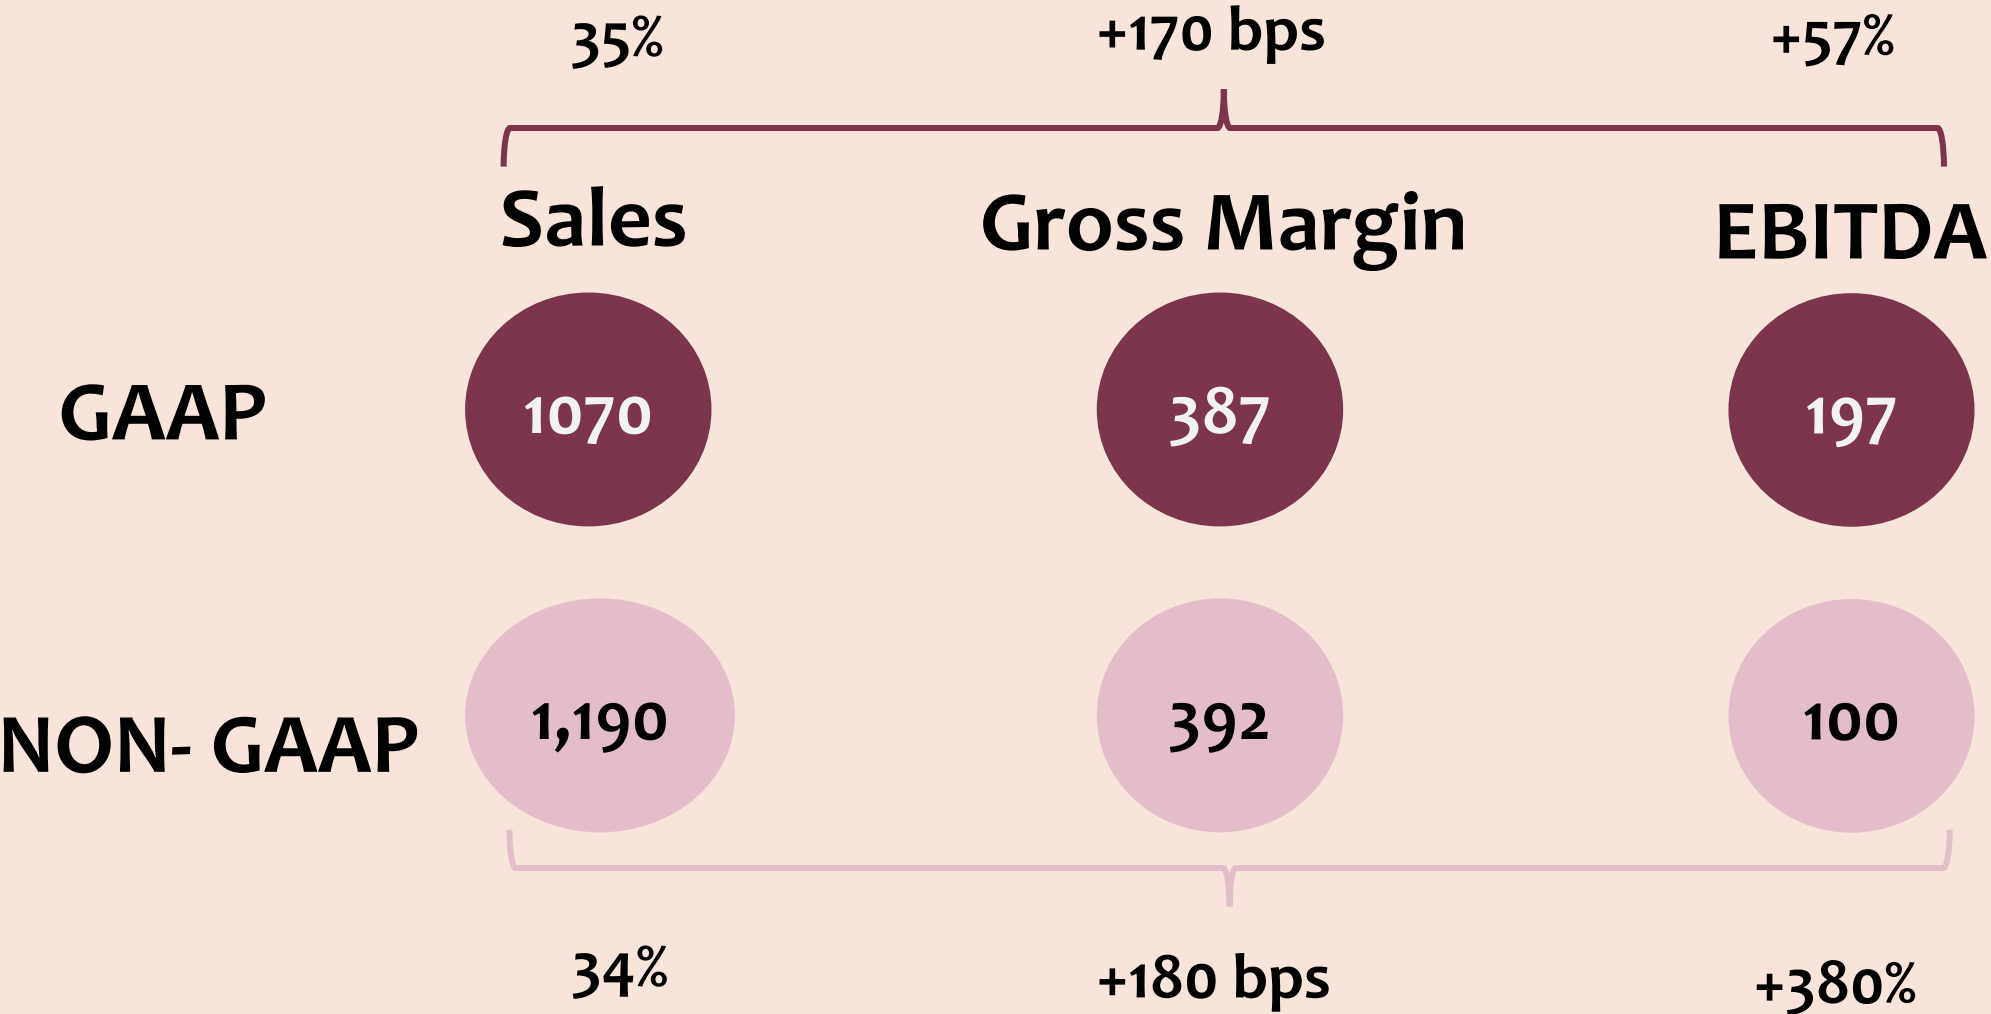 35% +170 bps +57%
Sales Gross Margin EBITDA
GAAP 1070 387 197
NON- GAAP 1,190 392 100
34% +180 bps +380%